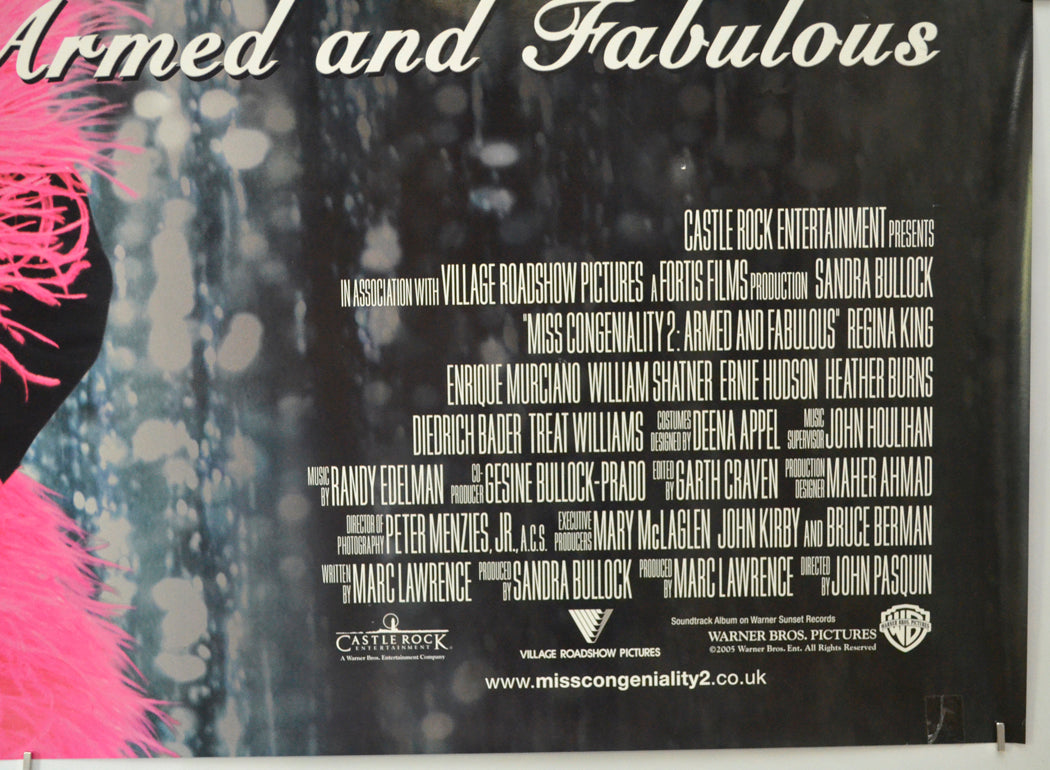 Armed and Fabulous
CASTLE ROCK ENTERTAINMENT PRESENTS
IN ASSOCIATION WITH VILLAGE ROADSHOW PICTURES A FORTIS FILMS PRODUCTION SANDRA BULLOCK
"MISS CONGENIALITY 2: ARMED AND FABULOUS" REGINA KING
ENRIQUE MURCIANO WILLIAM SHATNER ERNIE HUDSON HEATHER BURNS
DIEDRICH BADER TREAT WILLIAMS COSTUMES DESIGNED BY DEENA APPEL MUSIC SUPERVISOR JOHN HOULIHAN
MUSIC BY RANDY EDELMAN CO-PRODUCER GESINE BULLOCK-PRADO EDITED BY GARTH CRAVEN PRODUCTION DESIGNER MAHER AHMAD
DIRECTOR OF PHOTOGRAPHY PETER MENZIES, JR., A.C.S. EXECUTIVE PRODUCERS MARY McLAGLEN JOHN KIRBY AND BRUCE BERMAN
WRITTEN BY MARC LAWRENCE PRODUCED BY SANDRA BULLOCK PRODUCED BY MARC LAWRENCE DIRECTED BY JOHN PASQUIN
CASTLE ROCK
ENTERTAINMENT
A Warner Bros. Entertainment Company
VILLAGE ROADSHOW PICTURES
Soundtrack Album on Warner Sunset Records
WARNER BROS. PICTURES
©2005 Warner Bros. Ent. All Rights Reserved
WARNER BROS. PICTURES
www.misscongeniality2.co.uk